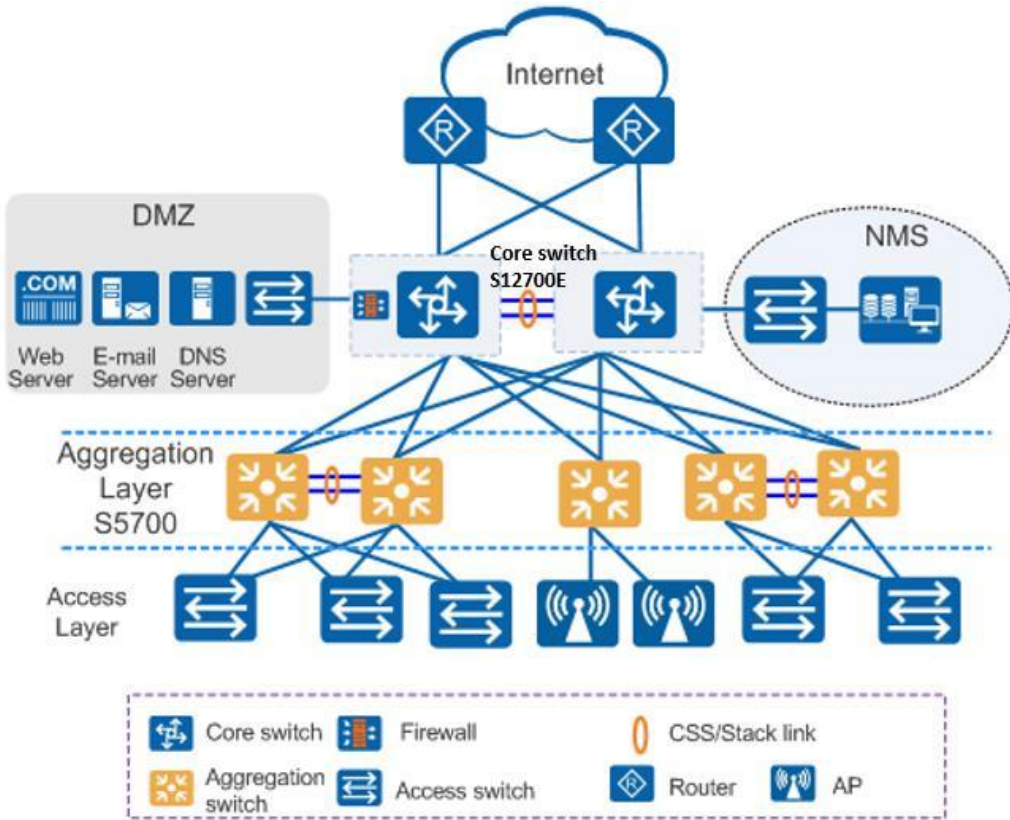 Internet
R
R
DMZ
NMS
Core switch
S12700E
.COM
Web
Server
E-mail
Server
DNS
Server
Aggregation
Layer
S5700
Access
Layer
Core switch
Firewall
CSS/Stack link
Aggregation
switch
Access switch
R
Router
AP